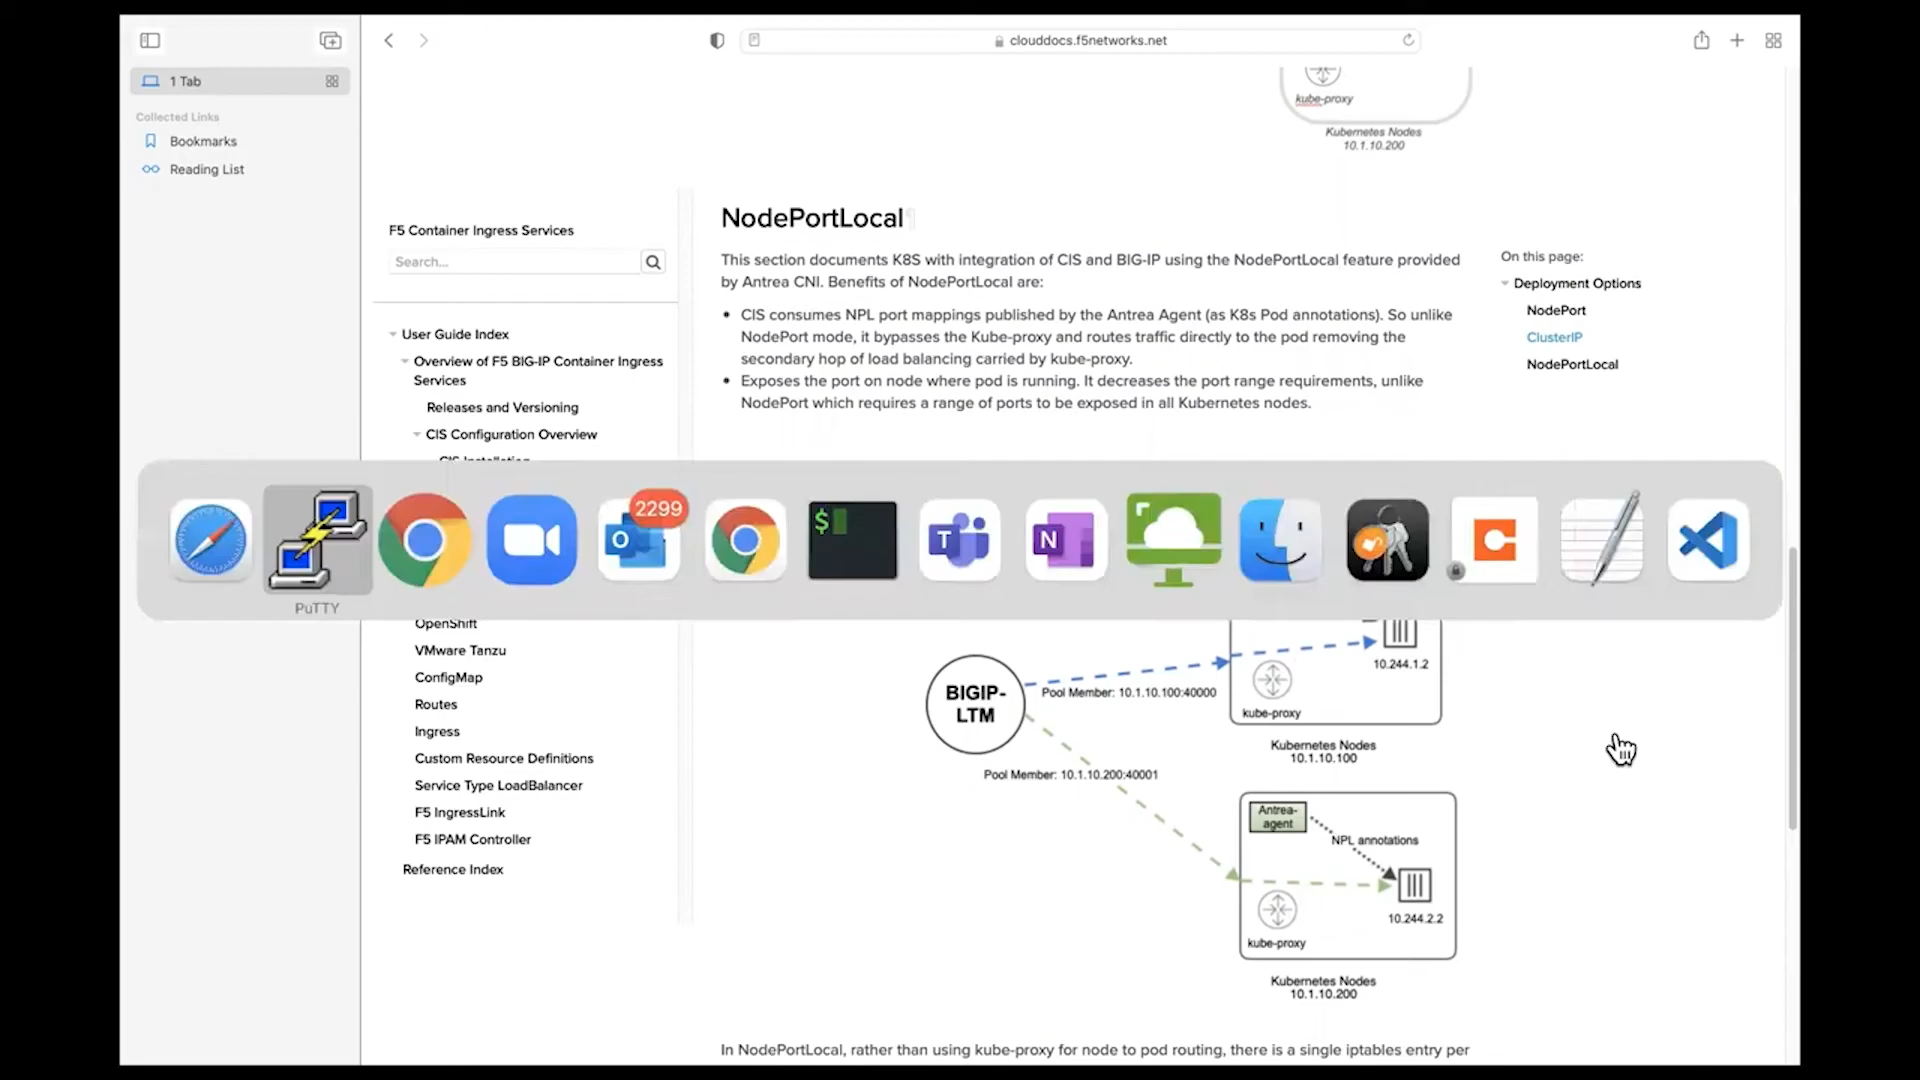 1 Tab
Collected Links
Bookmarks
Reading List
clouddocs.f5networks.net
kube-proxy
Kubernetes Nodes
10.1.10.200
F5 Container Ingress Services
Search...
User Guide Index
Overview of F5 BIG-IP Container Ingress
Services
Releases and Versioning
CIS Configuration Overview
CIS Installation
OpenShift
VMware Tanzu
ConfigMap
Routes
Ingress
Custom Resource Definitions
Service Type LoadBalancer
F5 IngressLink
F5 IPAM Controller
Reference Index
NodePortLocal
This section documents K8S with integration of CIS and BIG-IP using the NodePortLocal feature provided
by Antrea CNI. Benefits of NodePortLocal are:
• CIS consumes NPL port mappings published by the Antrea Agent (as K8s Pod annotations). So unlike
NodePort mode, it bypasses the Kube-proxy and routes traffic directly to the pod removing the
secondary hop of load balancing carried by kube-proxy.
• Exposes the port on node where pod is running. It decreases the port range requirements, unlike
NodePort which requires a range of ports to be exposed in all Kubernetes nodes.
On this page:
Deployment Options
NodePort
ClusterIP
NodePortLocal
2299
O
$
T
N
PuTTY
BIGIP-
LTM
Pool Member: 10.1.10.100:40000
10.244.1.2
kube-proxy
Kubernetes Nodes
10.1.10.100
Pool Member: 10.1.10.200:40001
Antrea-
agent
NPL annotations
10.244.2.2
kube-proxy
Kubernetes Nodes
10.1.10.200
In NodePortLocal, rather than using kube-proxy for node to pod routing, there is a single iptables entry per